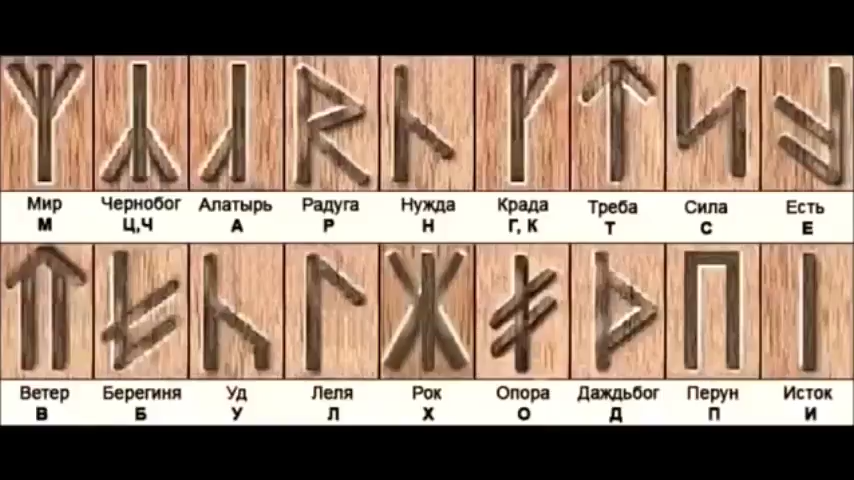 Мир Чернобог Алатырь Радуга Нужда Крада Треба Сила Есть
М Ц,Ч А Р Н Г, К Т С Е
Ветер Берегиня Уд Леля Рок Опора Даждьбог Перун Исток
В Б У Л Х О Д П И